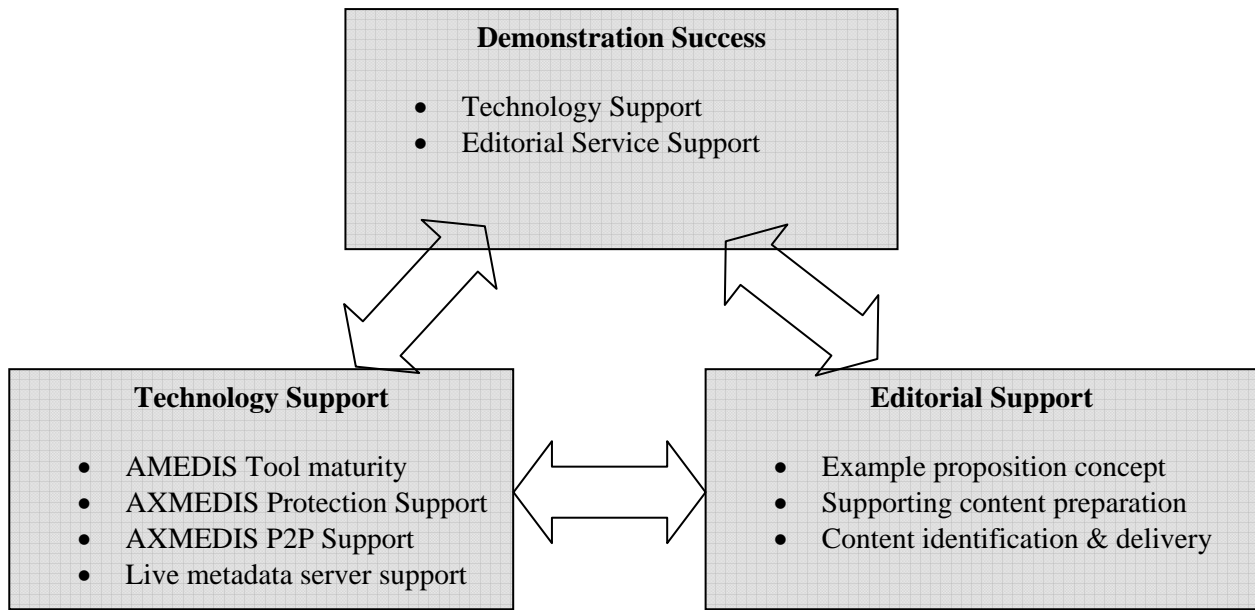 Demonstration Success
• Technology Support
• Editorial Service Support
Technology Support
• AMEDIS Tool maturity
• AXMEDIS Protection Support
• AXMEDIS P2P Support
• Live metadata server support
Editorial Support
• Example proposition concept
• Supporting content preparation
• Content identification & delivery